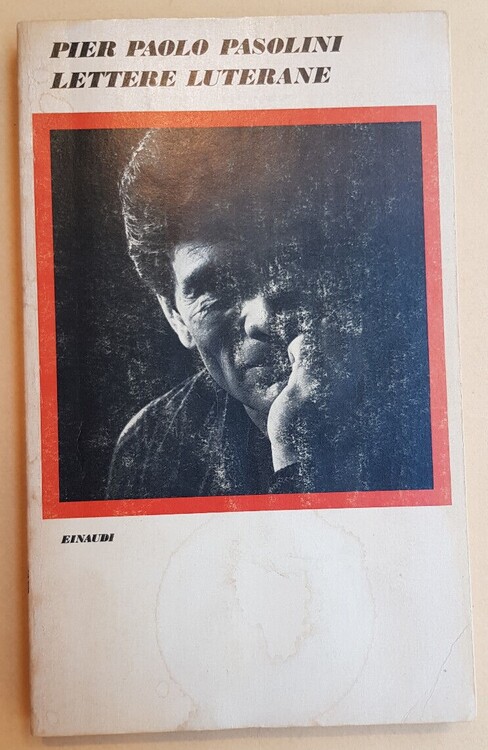 PIER PAOLO PASOLINI
LETTERE LUTERANE
EINAUDI